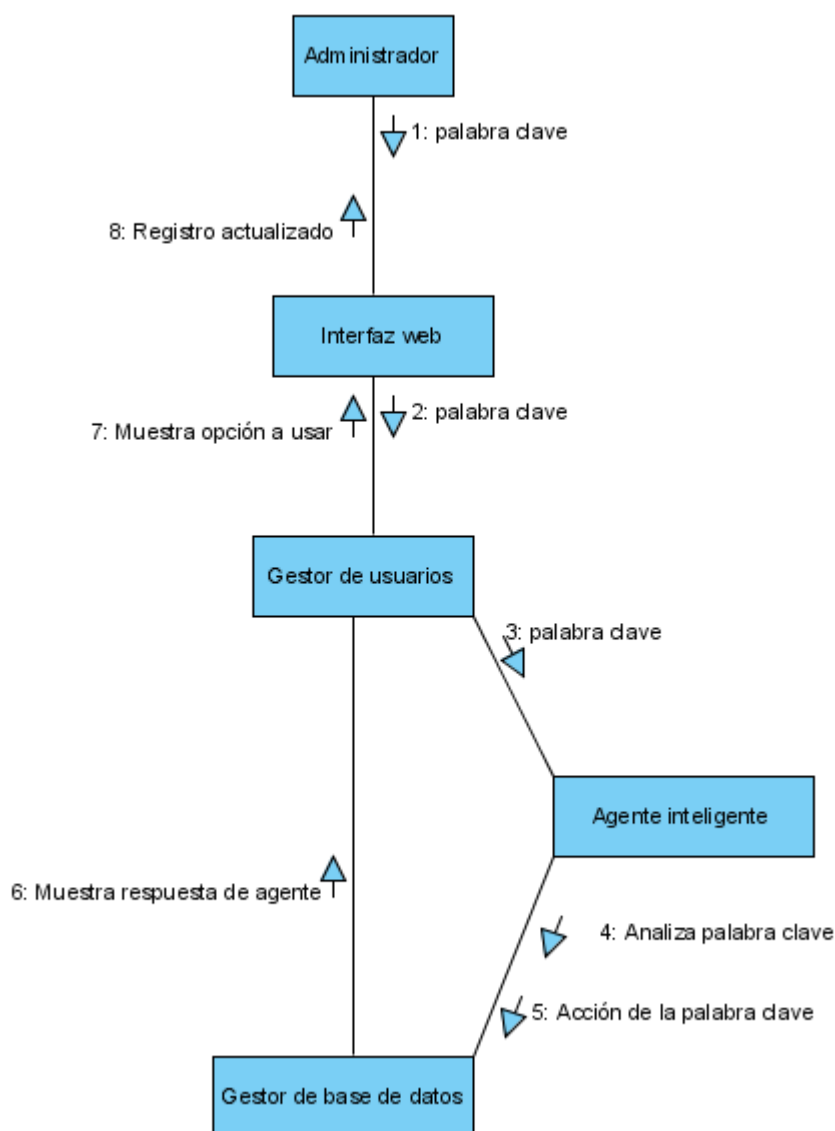 Administrador
1: palabra clave
8: Registro actualizado
Interfaz web
2: palabra clave
7: Muestra opción a usar
Gestor de usuarios
3: palabra clave
Agente inteligente
6: Muestra respuesta de agente
4: Analiza palabra clave
5: Acción de la palabra clave
Gestor de base de datos